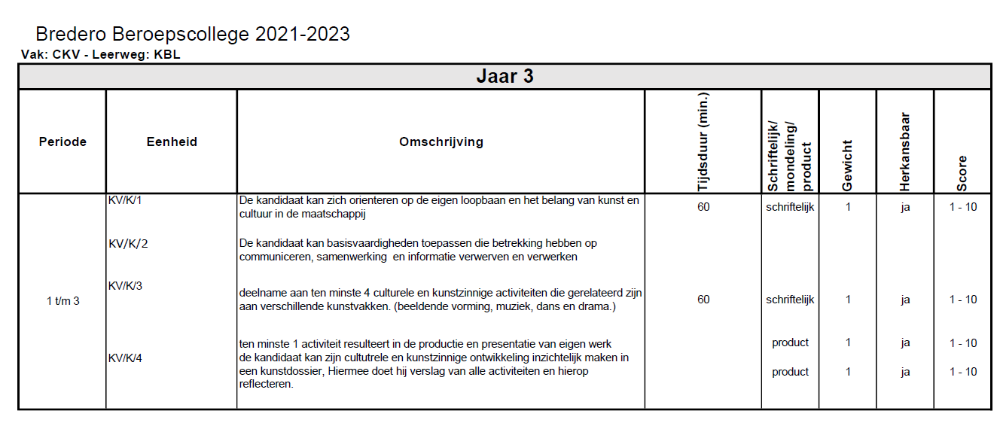 Bredero Beroepscollege 2021-2023
Vak: CKV - Leerweg: KBL
Jaar 3
Periode Eenheid Omschrijving Tijdsduur (min.) Schriftelijk/ mondeling/ product Gewicht Herkansbaar Score
KV/K/1 De kandidaat kan zich orienteren op de eigen loopbaan en het belang van kunst en
cultuur in de maatschappij 60 schriftelijk 1 ja 1 - 10
KV/K/2 De kandidaat kan basisvaardigheden toepassen die betrekking hebben op
communiceren, samenwerking en informatie verwerven en verwerken
KV/K/3
deelname aan ten minste 4 culturele en kunstzinnige activiteiten die gerelateerd zijn
1 t/m 3 aan verschillende kunstvakken. (beeldende vorming, muziek, dans en drama.) 60 schriftelijk 1 ja 1 - 10
ten minste 1 activiteit resulteert in de productie en presentatie van eigen werk product 1 ja 1 - 10
KV/K/4 de kandidaat kan zijn cultutrele en kunstzinnige ontwikkeling inzichtelijk maken in
een kunstdossier, Hiermee doet hij verslag van alle activiteiten en hierop product 1 ja 1 - 10
reflecteren.